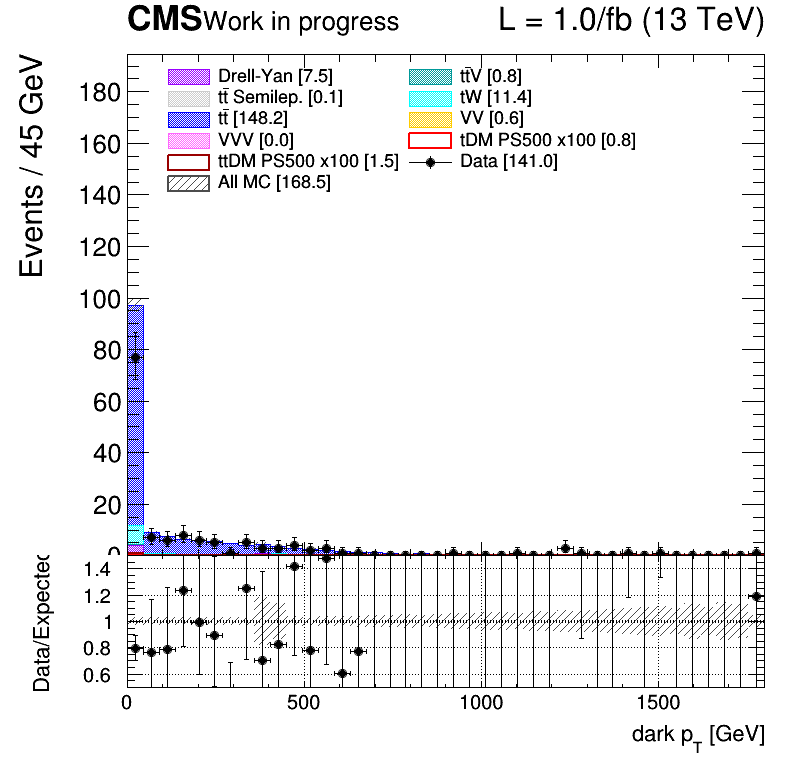 CMS Work in progress L = 1.0/fb (13 TeV)
Events / 45 GeV
Drell-Yan [7.5]
tt̄ Semilep. [0.1]
tt̄ [148.2]
VVV [0.0]
ttDM PS500 x100 [1.5]
All MC [168.5]
tt̄V [0.8]
tW [11.4]
VV [0.6]
tDM PS500 x100 [0.8]
Data [141.0]
180
160
140
120
100
80
60
40
20
0
Data/Expected
1.4
1.2
1
0.8
0.6
0 500 1000 1500
dark p_T [GeV]